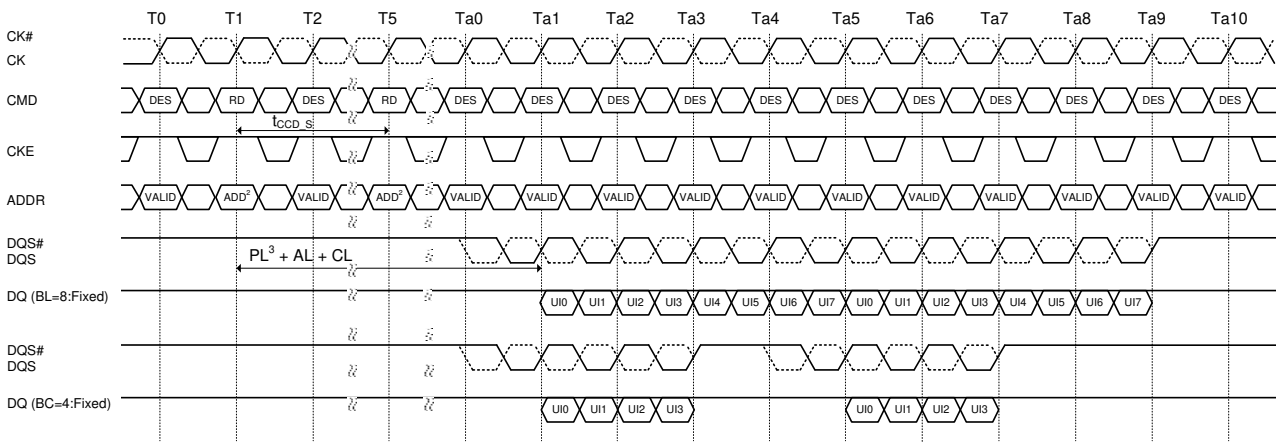 T0 T1 T2 T5 Ta0 Ta1 Ta2 Ta3 Ta4 Ta5 Ta6 Ta7 Ta8 Ta9 Ta10
CK#
CK
CMD DES RD DES RD DES DES DES DES DES DES DES DES DES DES DES
tCCD_S
CKE
ADDR VALID ADD² VALID ADD² VALID VALID VALID VALID VALID VALID VALID VALID VALID VALID VALID
DQS#
DQS
PL³ + AL + CL
DQ (BL=8:Fixed) UI0 UI1 UI2 UI3 UI4 UI5 UI6 UI7 UI0 UI1 UI2 UI3 UI4 UI5 UI6 UI7
DQS#
DQS
DQ (BC=4:Fixed) UI0 UI1 UI2 UI3 UI0 UI1 UI2 UI3